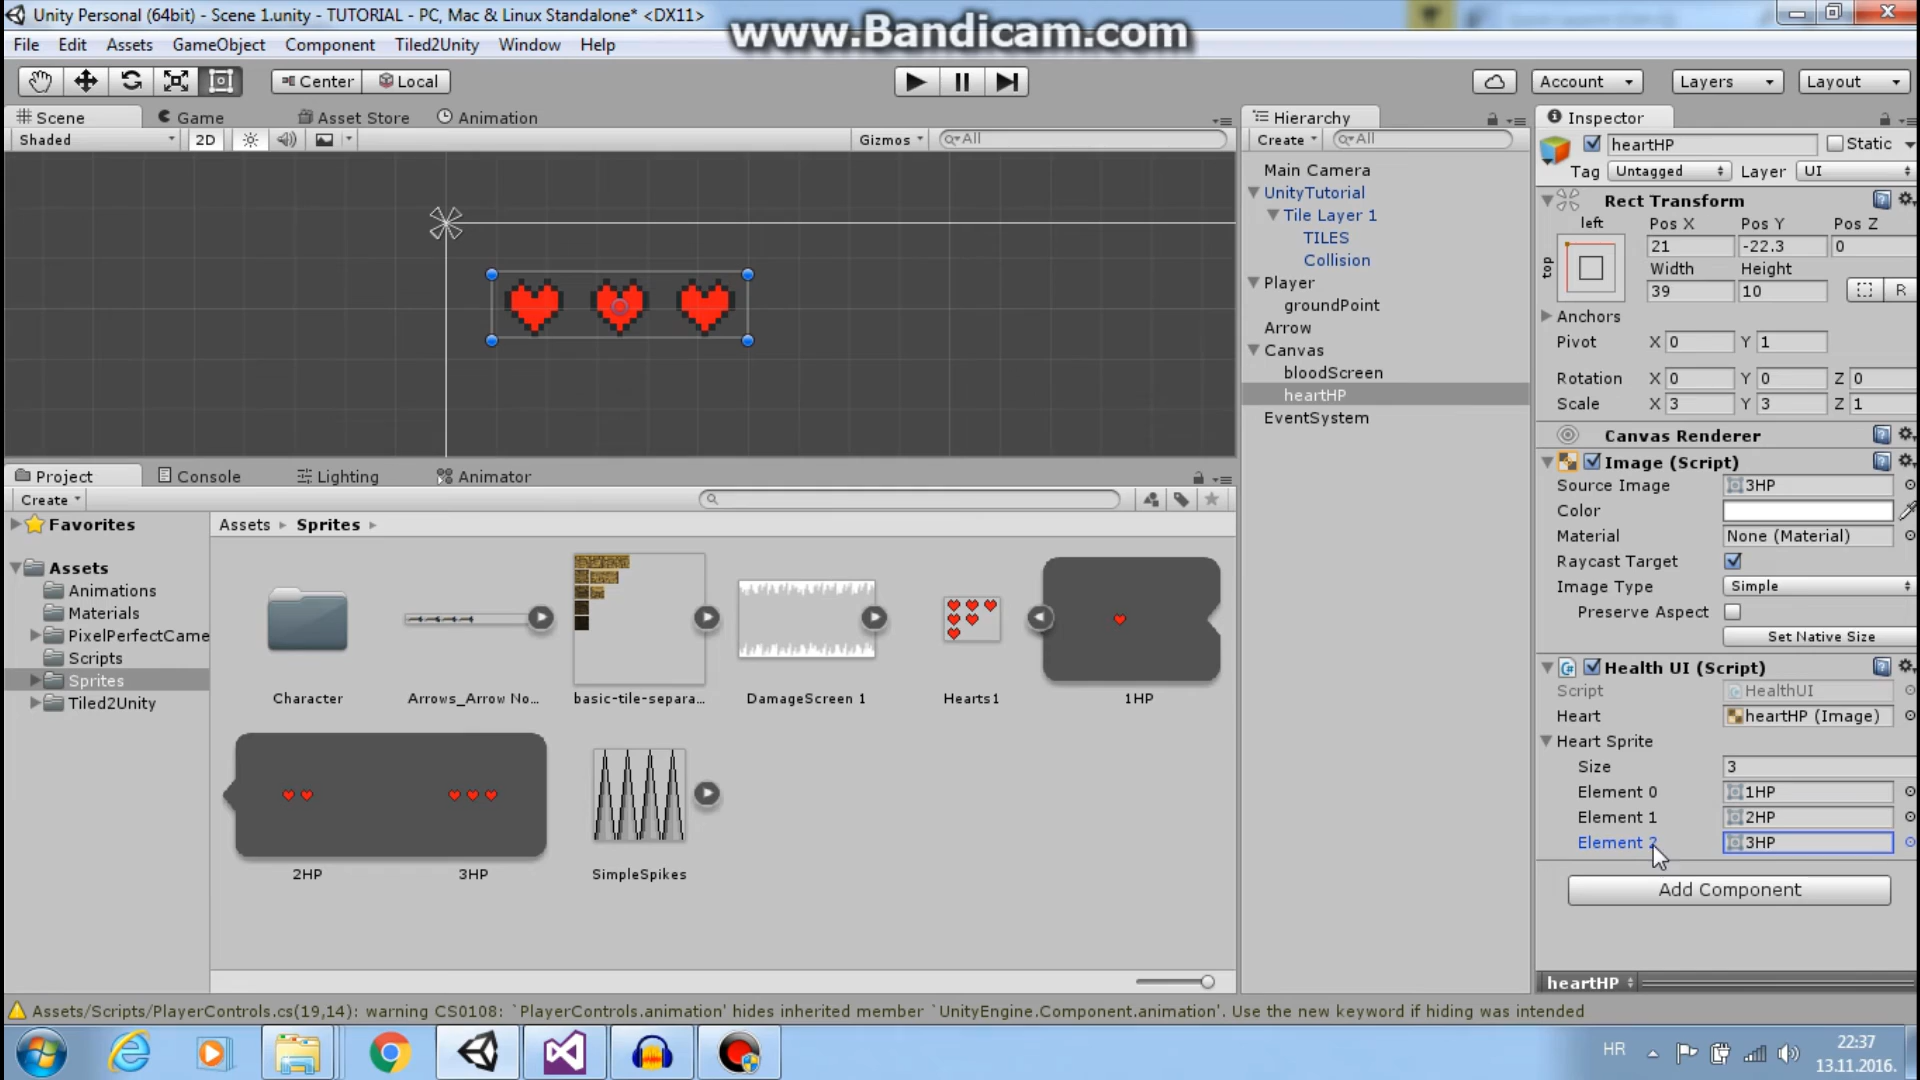 Unity Personal (64bit) - Scene 1.unity - TUTORIAL - PC, Mac & Linux Standalone* <DX11>
www.Bandicam.com
File Edit Assets GameObject Component Tiled2Unity Window Help
Center Local Account Layers Layout
Scene Game Asset Store Animation
Shaded 2D Gizmos All
Hierarchy
Create All
Main Camera
UnityTutorial
Tile Layer 1
TILES
Collision
Player
groundPoint
Arrow
Canvas
bloodScreen
heartHP
EventSystem
Inspector
heartHP Static
Tag Untagged Layer UI
Rect Transform
left Pos X Pos Y Pos Z
top 21 -22.3 0
Width Height
39 10 R
Anchors
Pivot X 0 Y 1
Rotation X 0 Y 0 Z 0
Scale X 3 Y 3 Z 1
Canvas Renderer
Image (Script)
Source Image 3HP
Color
Material None (Material)
Raycast Target
Image Type Simple
Preserve Aspect
Set Native Size
Health UI (Script)
Script HealthUI
Heart heartHP (Image)
Heart Sprite
Size 3
Element 0 1HP
Element 1 2HP
Element 2 3HP
Add Component
heartHP
Project Console Lighting Animator
Create
Favorites
Assets
Animations
Materials
PixelPerfectCame
Scripts
Sprites
Tiled2Unity
Assets Sprites
Character Arrows_Arrow No... basic-tile-separa... DamageScreen 1 Hearts1 1HP
2HP 3HP SimpleSpikes
Assets/Scripts/PlayerControls.cs(19,14): warning CS0108: `PlayerControls.animation' hides inherited member `UnityEngine.Component.animation'. Use the new keyword if hiding was intended
HR
22:37
13.11.2016.